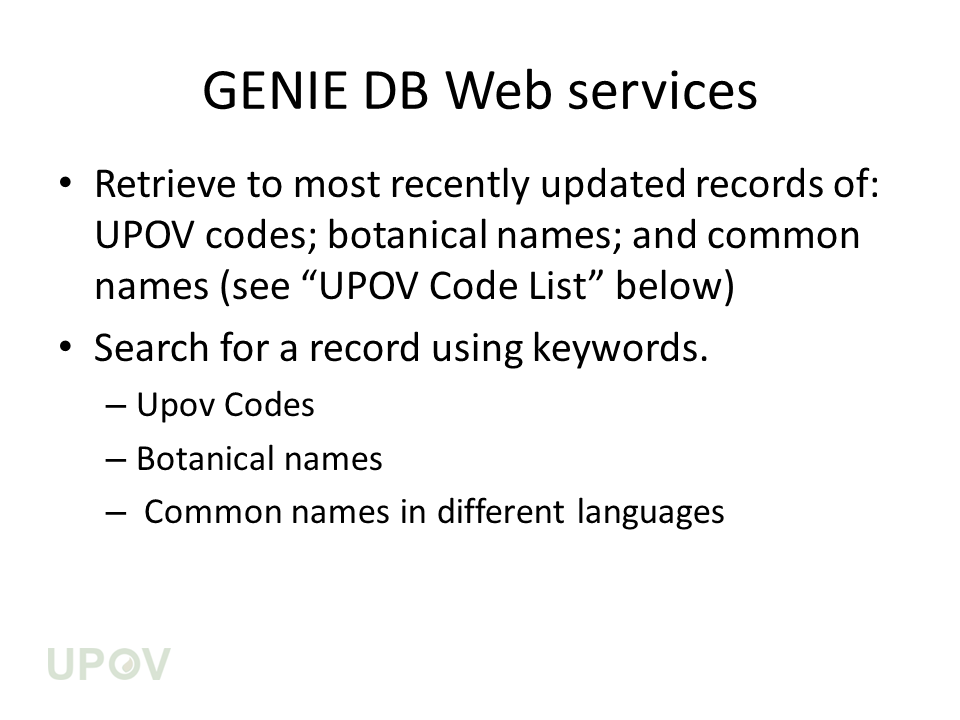 GENIE DB Web services
• Retrieve to most recently updated records of:
UPOV codes; botanical names; and common
names (see “UPOV Code List” below)
• Search for a record using keywords.
– Upov Codes
– Botanical names
– Common names in different languages
UPOV